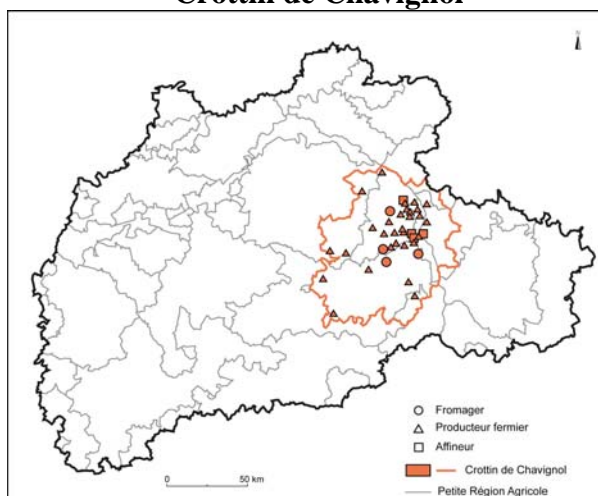 Crottin de Chavignol
N
Fromager
Producteur fermier
Affineur
Crottin de Chavignol
Petite Région Agricole
0 50 km